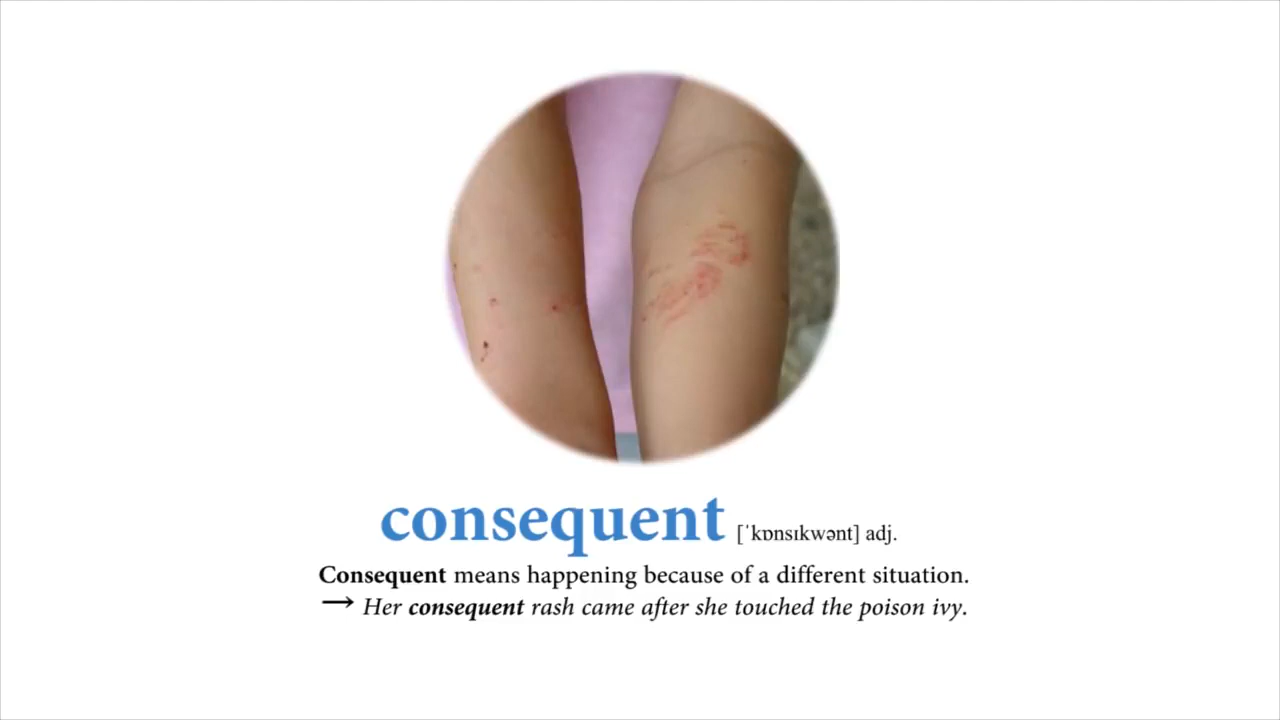 consequent [ˈkɒnsɪkwənt] adj.
Consequent means happening because of a different situation.
→ Her consequent rash came after she touched the poison ivy.